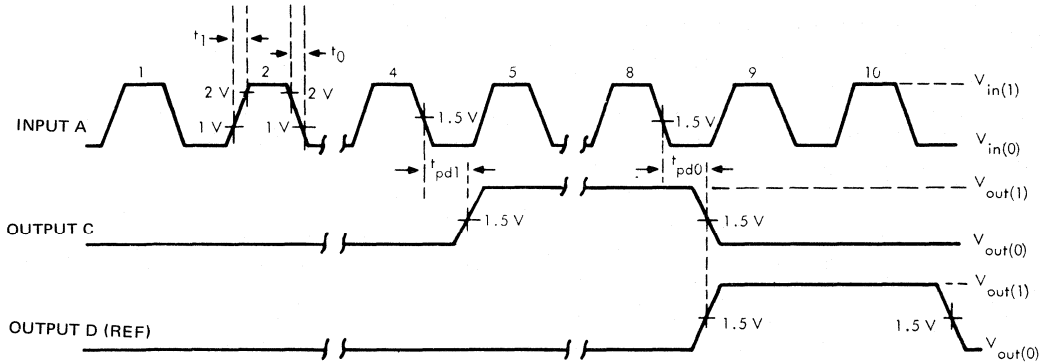 t1 t0
1 2 4 5 8 9 10 Vin(1)
2 V 2 V
1.5 V 1.5 V
INPUT A 1 V 1 V
Vin(0)
tpd1 tpd0
Vout(1)
1.5 V 1.5 V
OUTPUT C
Vout(0)
Vout(1)
1.5 V 1.5 V
OUTPUT D (REF)
Vout(0)